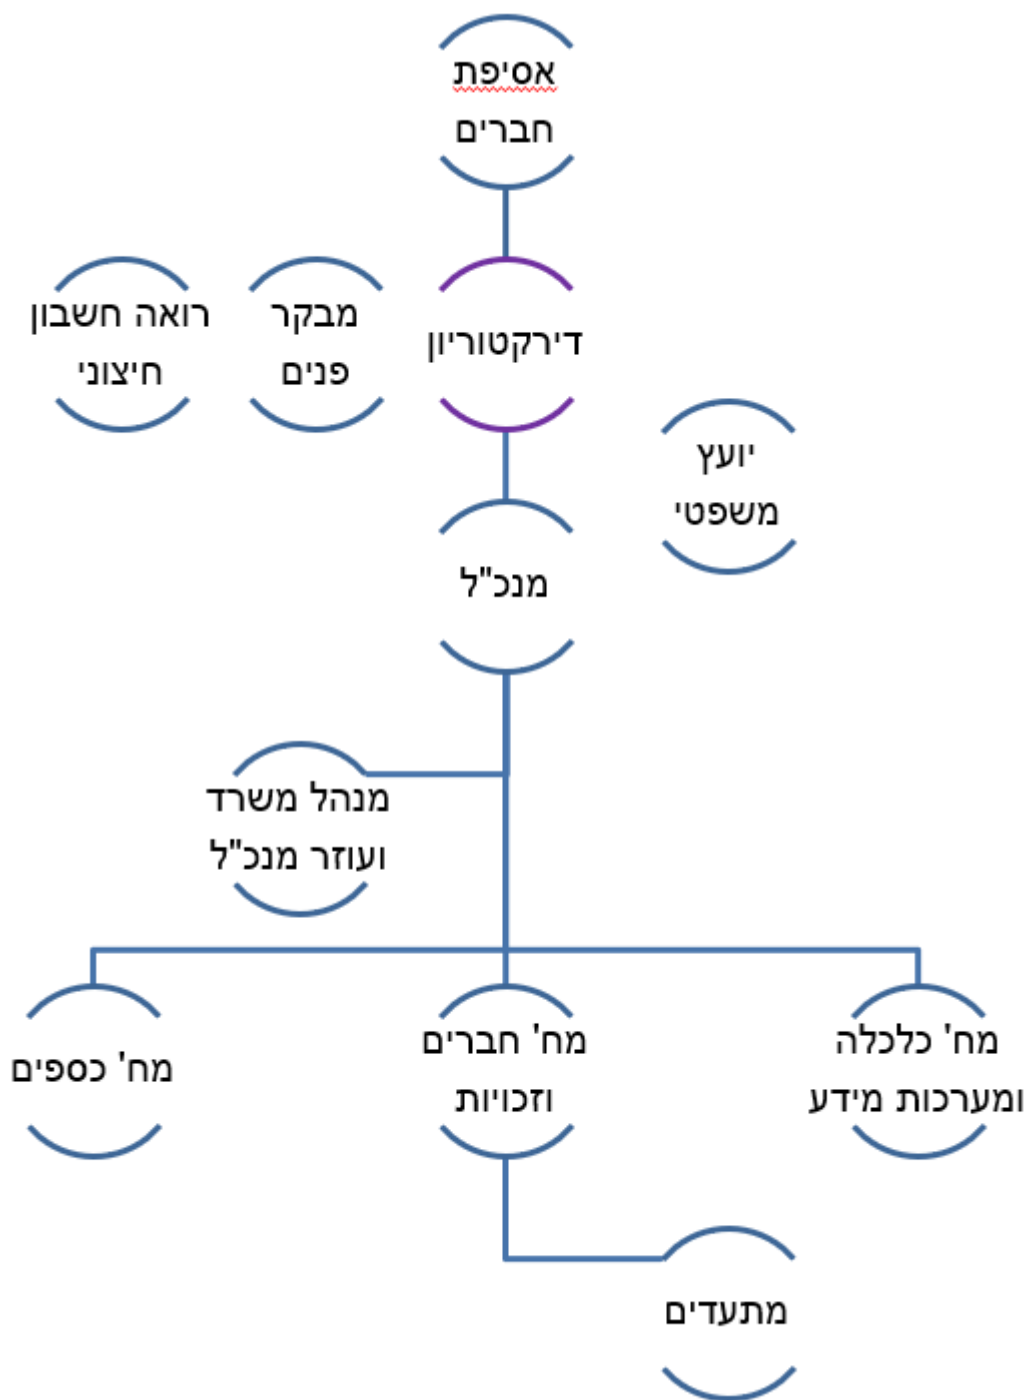 אסיפת
חברים
דירקטוריון
מבקר
פנים
רואה חשבון
חיצוני
יועץ
משפטי
מנכ"ל
מנהל משרד
ועוזר מנכ"ל
מח' כלכלה
ומערכות מידע
מח' חברים
וזכויות
מח' כספים
מתעדים